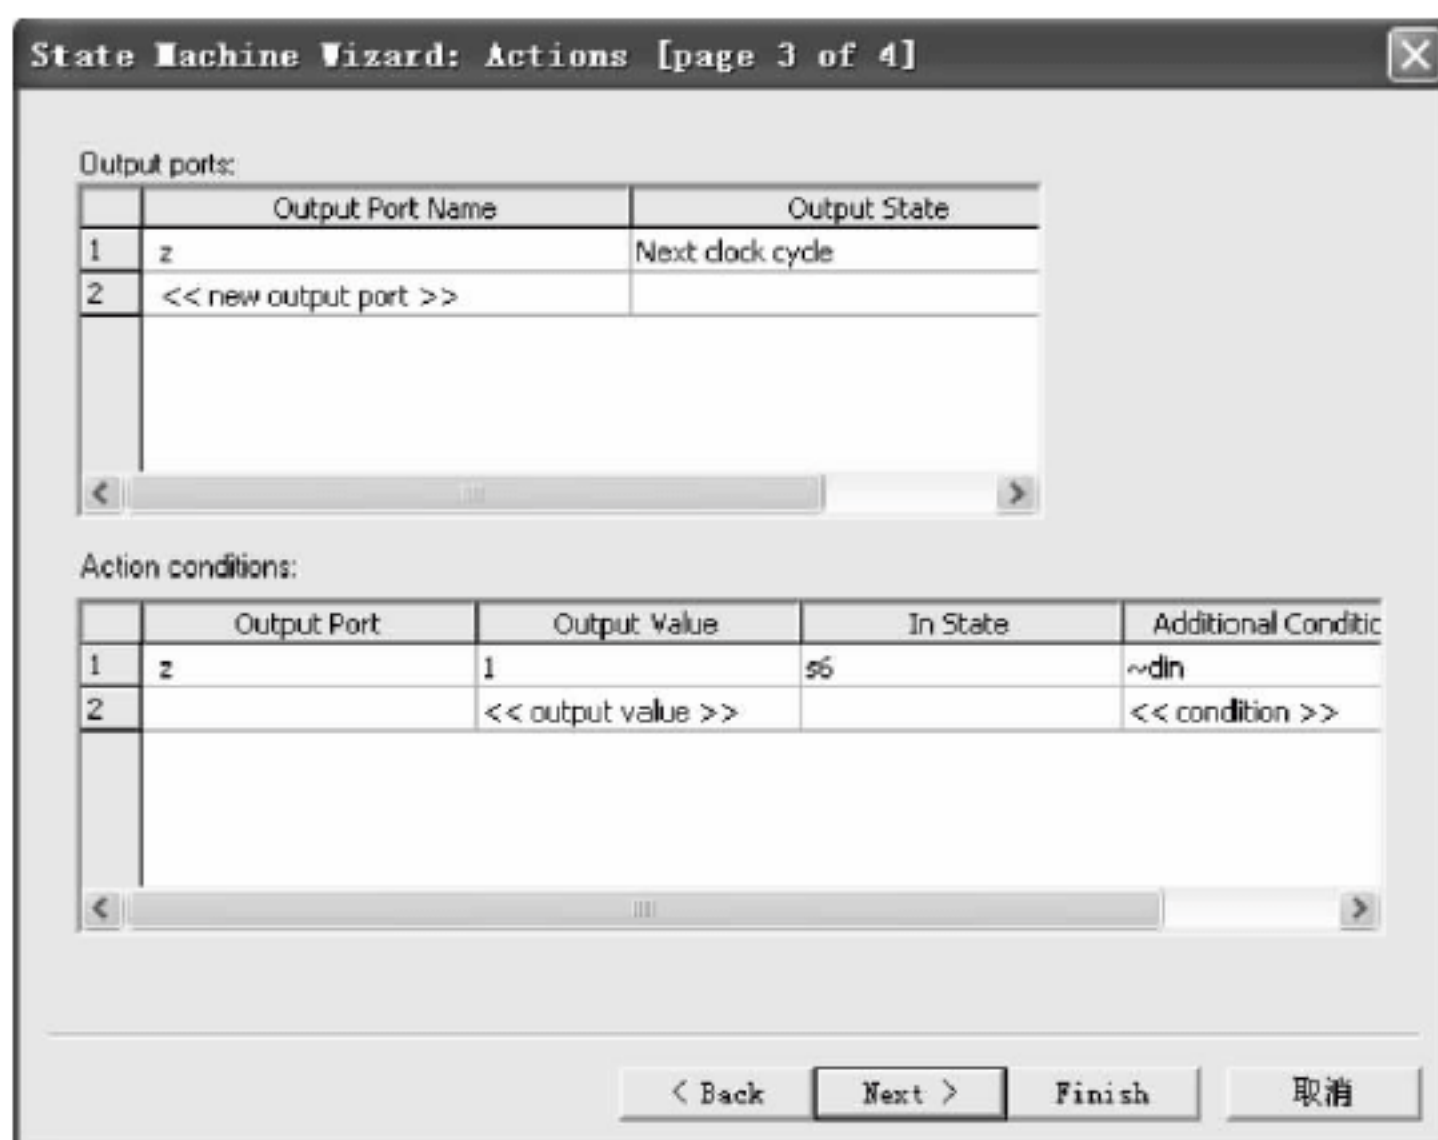 State Machine Wizard: Actions [page 3 of 4]
Output ports:
Output Port Name Output State
1 z Next clock cycle
2 << new output port >>
Action conditions:
Output Port Output Value In State Additional Conditic
1 z 1 s6 ~din
2 << output value >> << condition >>
< Back Next > Finish 取消